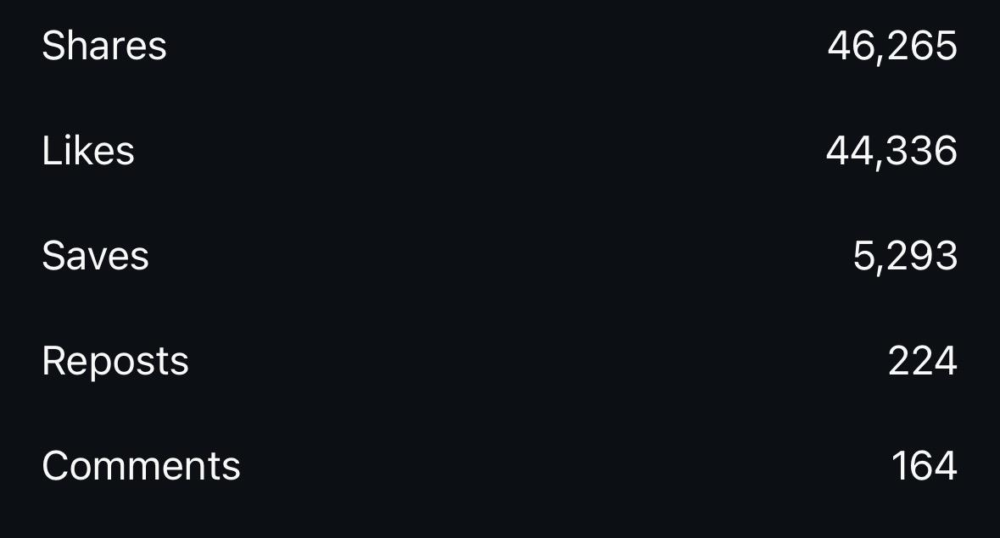 Shares 46,265
Likes 44,336
Saves 5,293
Reposts 224
Comments 164